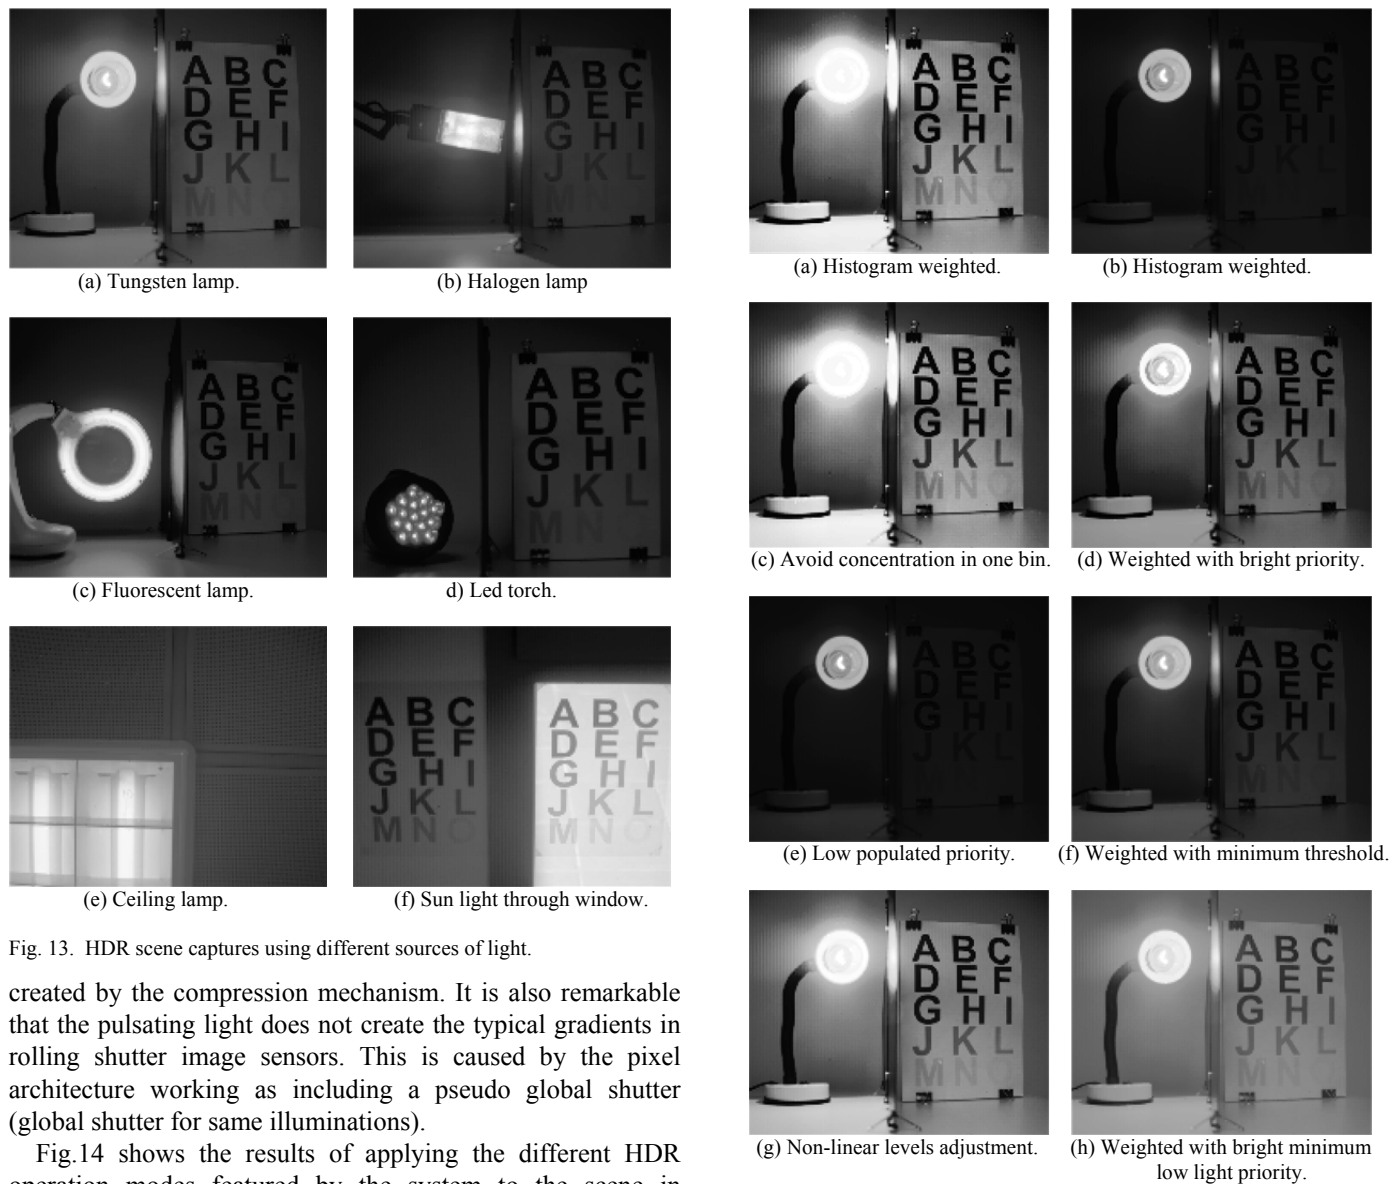 A B C
D E F
G H I
J K L
M N O
(a) Tungsten lamp.
A B C
D E F
G H I
J K L
M N O
(b) Halogen lamp
A B C
D E F
G H I
J K L
M N O
(c) Fluorescent lamp.
A B C
D E F
G H I
J K L
M N
d) Led torch.
(e) Ceiling lamp.
A B C
D E F
G H I
J K L
M N O
A B C
D E F
G H I
J K L
M N O
(f) Sun light through window.
Fig. 13. HDR scene captures using different sources of light.
created by the compression mechanism. It is also remarkable
that the pulsating light does not create the typical gradients in
rolling shutter image sensors. This is caused by the pixel
architecture working as including a pseudo global shutter
(global shutter for same illuminations).
Fig.14 shows the results of applying the different HDR
operation modes featured by the system to the scene in
A B C
D E F
G H I
J K L
M N O
(a) Histogram weighted.
A B C
D E F
G H I
J K L
(b) Histogram weighted.
A B C
D E F
G H I
J K L
M N O
(c) Avoid concentration in one bin.
A B C
D E F
G H I
J K L
M N O
(d) Weighted with bright priority.
A B C
D E F
G H I
J K L
(e) Low populated priority.
A B C
D E F
G H I
J K L
(f) Weighted with minimum threshold.
A B C
D E F
G H I
J K L
M N O
(g) Non-linear levels adjustment.
A B C
D E F
G H I
J K L
M N O
(h) Weighted with bright minimum
low light priority.